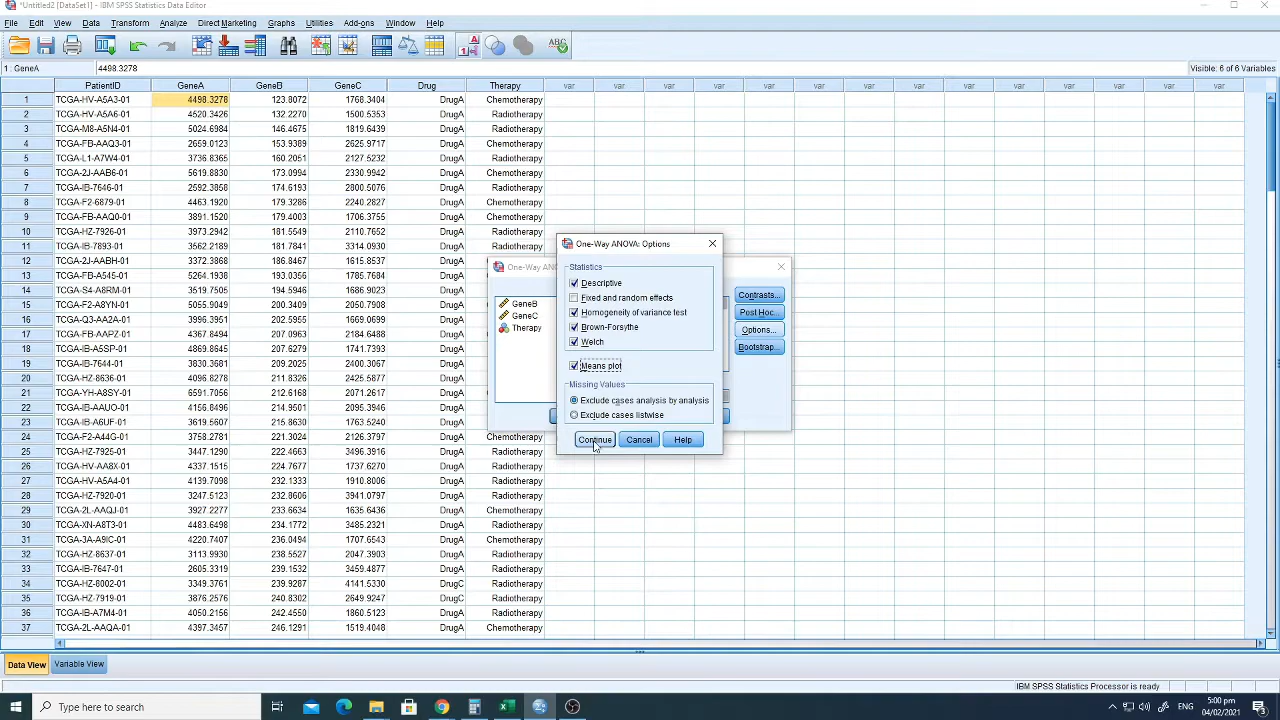 *Untitled2 [DataSet1] - IBM SPSS Statistics Data Editor
File Edit View Data Transform Analyze Direct Marketing Graphs Utilities Add-ons Window Help
1 : GeneA 4498.3278 Visible: 6 of 6 Variables
PatientID GeneA GeneB GeneC Drug Therapy var var var var var var var var var var var var var var
1 TCGA-HV-A5A3-01 4498.3278 123.8072 1768.3404 DrugA Chemotherapy
2 TCGA-HV-A5A6-01 4520.3426 132.2270 1500.5353 DrugA Radiotherapy
3 TCGA-M8-A5N4-01 5024.6984 146.4675 1819.6439 DrugA Radiotherapy
4 TCGA-FB-AAQ3-01 2659.0123 153.9389 2625.9717 DrugA Chemotherapy
5 TCGA-L1-A7W4-01 3736.8365 160.2051 2127.5232 DrugA Radiotherapy
6 TCGA-2J-AAB6-01 5619.8830 173.0994 2939.9732 DrugA Chemotherapy
7 TCGA-IB-7646-01 2592.3858 174.6193 2800.5076 DrugA Radiotherapy
8 TCGA-F2-6879-01 4463.1920 179.3286 2240.2827 DrugA Chemotherapy
9 TCGA-FB-AAQ0-01 3891.1520 179.4003 1706.3755 DrugA Chemotherapy
10 TCGA-HZ-7926-01 3973.2942 181.5549 2110.7652 DrugA Radiotherapy
11 TCGA-IB-7893-01 3562.2189 181.7841 3314.0930 DrugA Radiotherapy
12 TCGA-2J-AABH-01 3372.3868 186.8467 1615.8537 DrugA Chemotherapy
13 TCGA-FB-A545-01 5264.1938 193.0356 1785.7684 DrugA Chemotherapy
14 TCGA-S4-A8RM-01 3519.5750 194.5946 1686.9023 DrugA Chemotherapy
15 TCGA-F2-A8YN-01 5055.9049 200.3409 2050.7908 DrugA Radiotherapy
16 TCGA-Q3-AA2A-01 3996.3951 202.5955 1669.0699 DrugA Chemotherapy
17 TCGA-FB-AAPZ-01 4367.8494 207.0963 2184.6488 DrugA Radiotherapy
18 TCGA-IB-A5SP-01 4869.8645 207.6279 1741.7393 DrugA Chemotherapy
19 TCGA-IB-7644-01 3830.3681 209.2025 2400.3067 DrugA Radiotherapy
20 TCGA-HZ-8636-01 4096.8278 211.8326 2425.5877 DrugA Chemotherapy
21 TCGA-YH-A8SY-01 6591.7056 212.6168 2071.2617 DrugA Chemotherapy
22 TCGA-IB-AAUO-01 4156.8496 214.9501 2095.3946 DrugA Radiotherapy
23 TCGA-IB-A6UF-01 3619.5607 215.8130 1763.5240 DrugA Chemotherapy
24 TCGA-F2-A44G-01 3758.2781 221.3024 2126.3797 DrugA Chemotherapy
25 TCGA-HZ-7925-01 3447.1290 222.4663 3496.3916 DrugA Radiotherapy
26 TCGA-HV-AA8X-01 4335.1517 224.7677 1737.6270 DrugA Radiotherapy
27 TCGA-HV-A5A4-01 4139.7098 232.1333 1910.8006 DrugA Radiotherapy
28 TCGA-HZ-7920-01 3247.5123 232.8606 3941.0797 DrugA Radiotherapy
29 TCGA-2L-AAQJ-01 3927.2277 233.6634 1635.6436 DrugA Chemotherapy
30 TCGA-XN-A8T3-01 4483.6498 234.1772 3485.2321 DrugA Radiotherapy
31 TCGA-3A-A9IC-01 4220.7407 236.0494 1707.6543 DrugA Chemotherapy
32 TCGA-HZ-8637-01 3113.9930 238.5527 2047.3903 DrugA Radiotherapy
33 TCGA-IB-7647-01 2605.3319 239.1532 3459.4877 DrugA Radiotherapy
34 TCGA-HZ-8002-01 3349.3761 239.9287 4141.5330 DrugC Radiotherapy
35 TCGA-HZ-7919-01 3876.2576 240.8302 2649.9247 DrugC Radiotherapy
36 TCGA-IB-A7M4-01 4050.2156 242.4550 1860.5123 DrugA Radiotherapy
37 TCGA-2L-AAQA-01 4397.3457 246.1291 1519.4048 DrugA Chemotherapy
One-Way ANO
GeneB
GeneC
Therapy
Contrasts...
Post Hoc...
Options...
Bootstrap...
One-Way ANOVA: Options
Statistics
Descriptive
Fixed and random effects
Homogeneity of variance test
Brown-Forsythe
Welch
Means plot
Missing Values
Exclude cases analysis by analysis
Exclude cases listwise
Continue Cancel Help
Data View Variable View
IBM SPSS Statistics Processor is ready
Type here to search
ENG
5:00 pm
04/02/2021